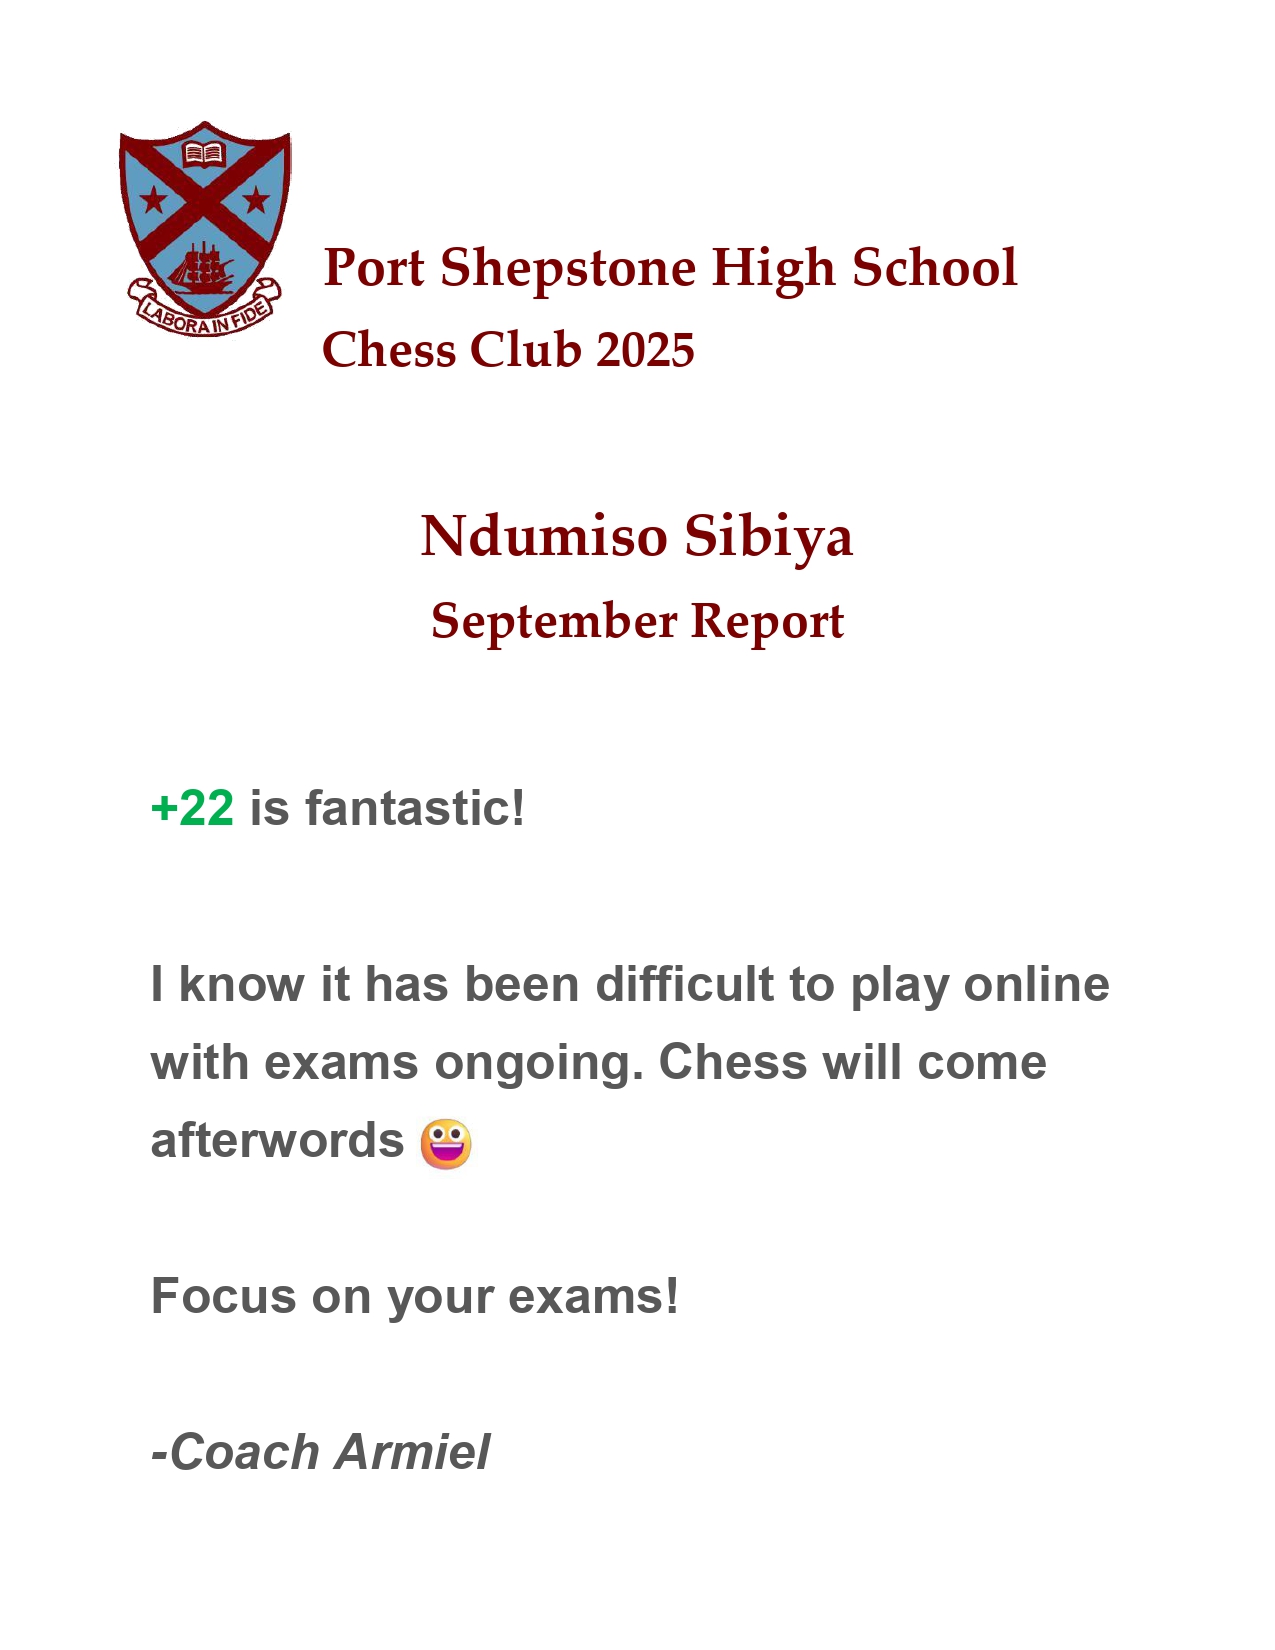 LABORA IN FIDE
Port Shepstone High School
Chess Club 2025
Ndumiso Sibiya
September Report
+22 is fantastic!
I know it has been difficult to play online
with exams ongoing. Chess will come
afterwords 😀
Focus on your exams!
-Coach Armiel